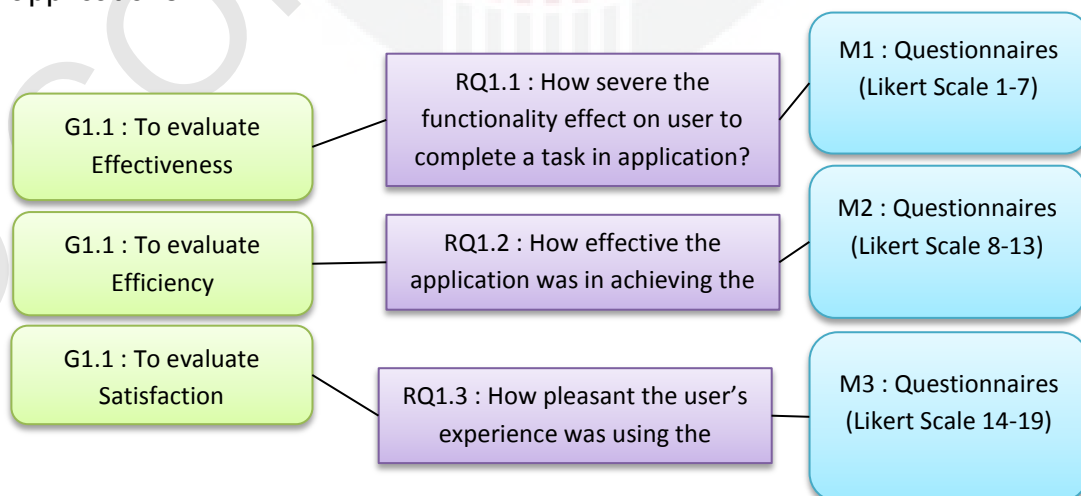 G1.1 : To evaluate
Effectiveness
RQ1.1 : How severe the
functionality effect on user to
complete a task in application?
M1 : Questionnaires
(Likert Scale 1-7)
G1.1 : To evaluate
Efficiency
RQ1.2 : How effective the
application was in achieving the
M2 : Questionnaires
(Likert Scale 8-13)
G1.1 : To evaluate
Satisfaction
RQ1.3 : How pleasant the user’s
experience was using the
M3 : Questionnaires
(Likert Scale 14-19)